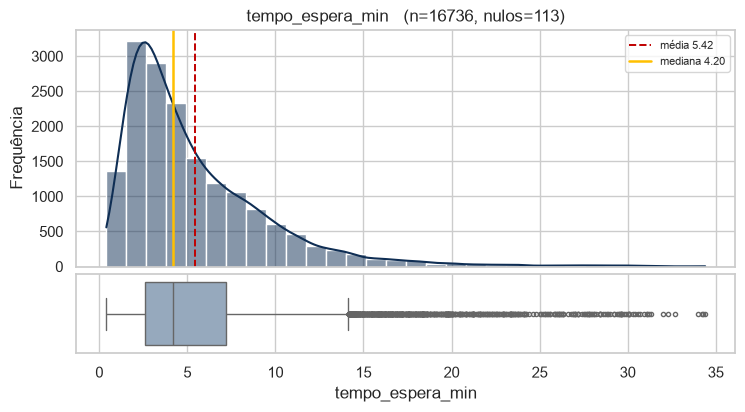 tempo_espera_min   (n=16736, nulos=113)
média 5.42
mediana 4.20
Frequência
3000
2500
2000
1500
1000
500
0
0 5 10 15 20 25 30 35
tempo_espera_min